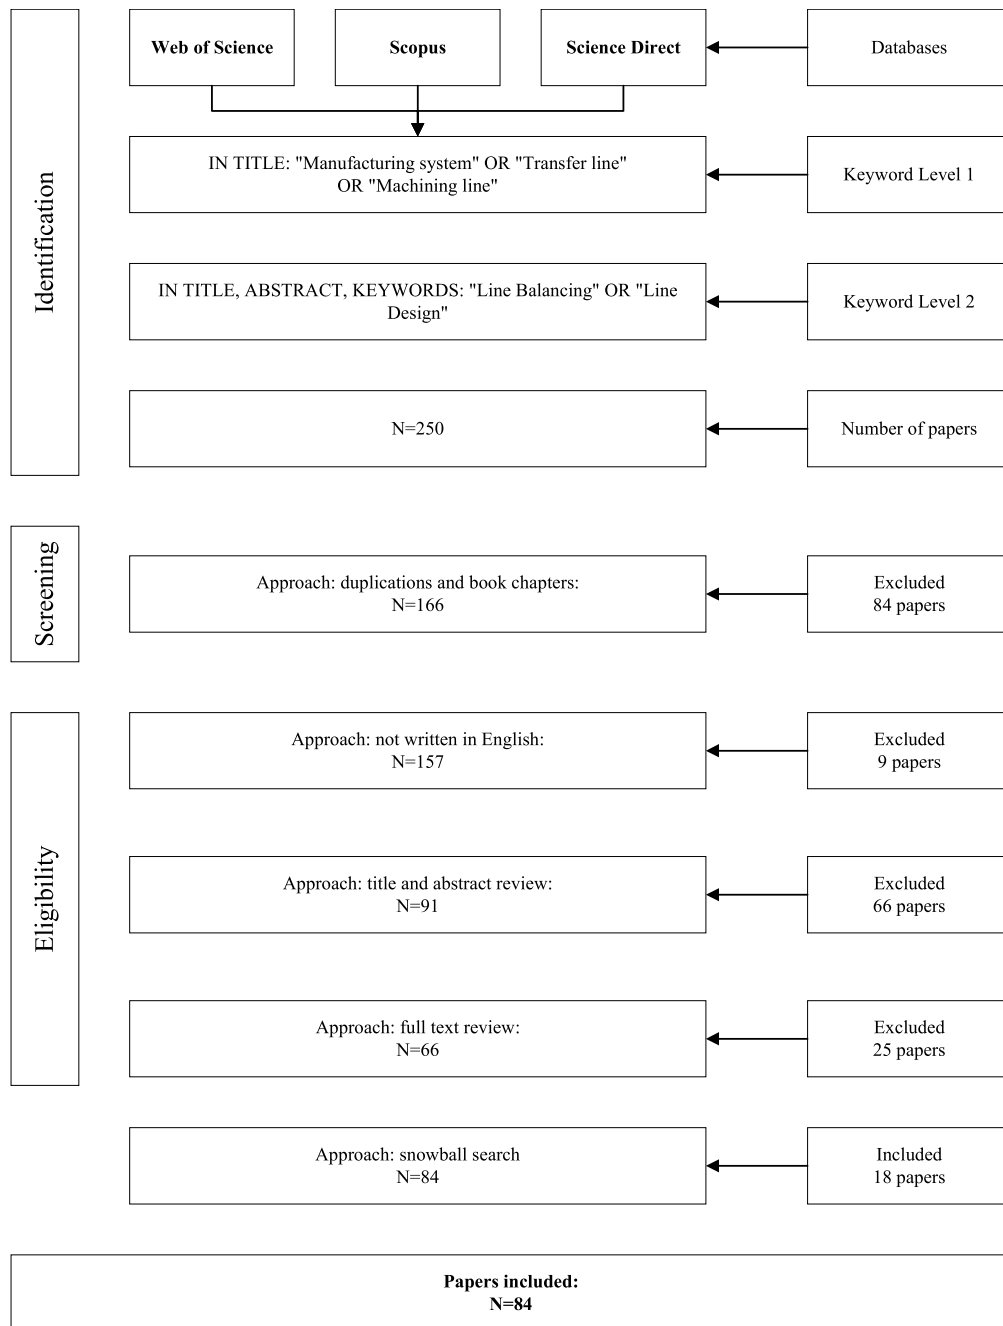 Identification
Web of Science
Scopus
Science Direct
Databases
IN TITLE: "Manufacturing system" OR "Transfer line"
OR "Machining line"
Keyword Level 1
IN TITLE, ABSTRACT, KEYWORDS: "Line Balancing" OR "Line
Design"
Keyword Level 2
N=250
Number of papers
Screening
Approach: duplications and book chapters:
N=166
Excluded
84 papers
Eligibility
Approach: not written in English:
N=157
Excluded
9 papers
Approach: title and abstract review:
N=91
Excluded
66 papers
Approach: full text review:
N=66
Excluded
25 papers
Approach: snowball search
N=84
Included
18 papers
Papers included:
N=84